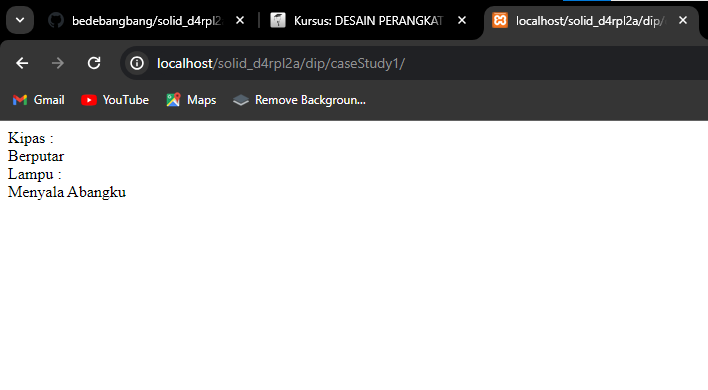 bedebangbang/solid_d4rpl2
Kursus: DESAIN PERANGKAT
localhost/solid_d4rpl2a/dip/
localhost/solid_d4rpl2a/dip/caseStudy1/
Gmail
YouTube
Maps
Remove Backgroun...
Kipas :
Berputar
Lampu :
Menyala Abangku